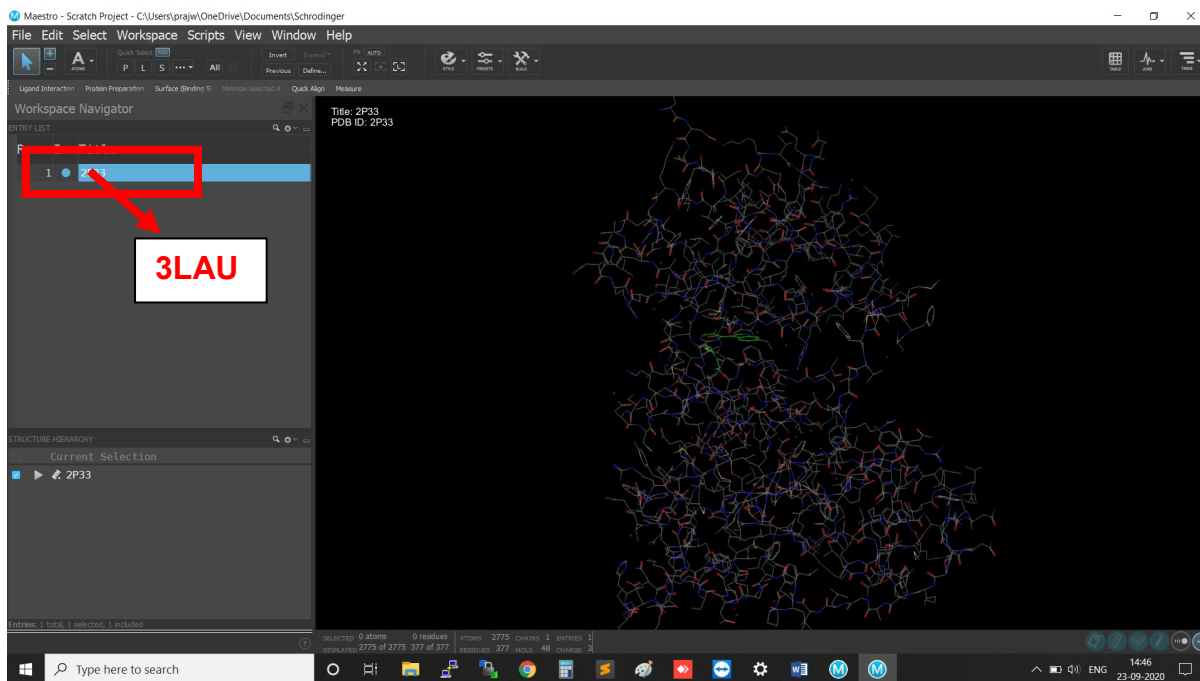 Maestro - Scratch Project - C:\Users\prajw\OneDrive\Documents\Schrodinger
File Edit Select Workspace Scripts View Window Help
Quick Select: ADD
Invert Expand
Fit AUTO
A P L S All
ATOMS
Previous Define...
STYLE PRESETS BUILD
TABLE JOBS TASKS
Ligand Interaction Protein Preparation Surface (Binding S Minimize Selected A Quick Align Measure
Workspace Navigator
Title: 2P33
PDB ID: 2P33
ENTRY LIST
Title
1
3LAU
STRUCTURE HIERARCHY
Current Selection
2P33
Entries: 1 total, 1 selected, 1 included
SELECTED 0 atoms 0 residues ATOMS 2775 CHAINS 1 ENTRIES 1
DISPLAYED 2775 of 2775 377 of 377 RESIDUES 377 MOLS 48 CHARGE 3
Type here to search
ENG
14:46
23-09-2020